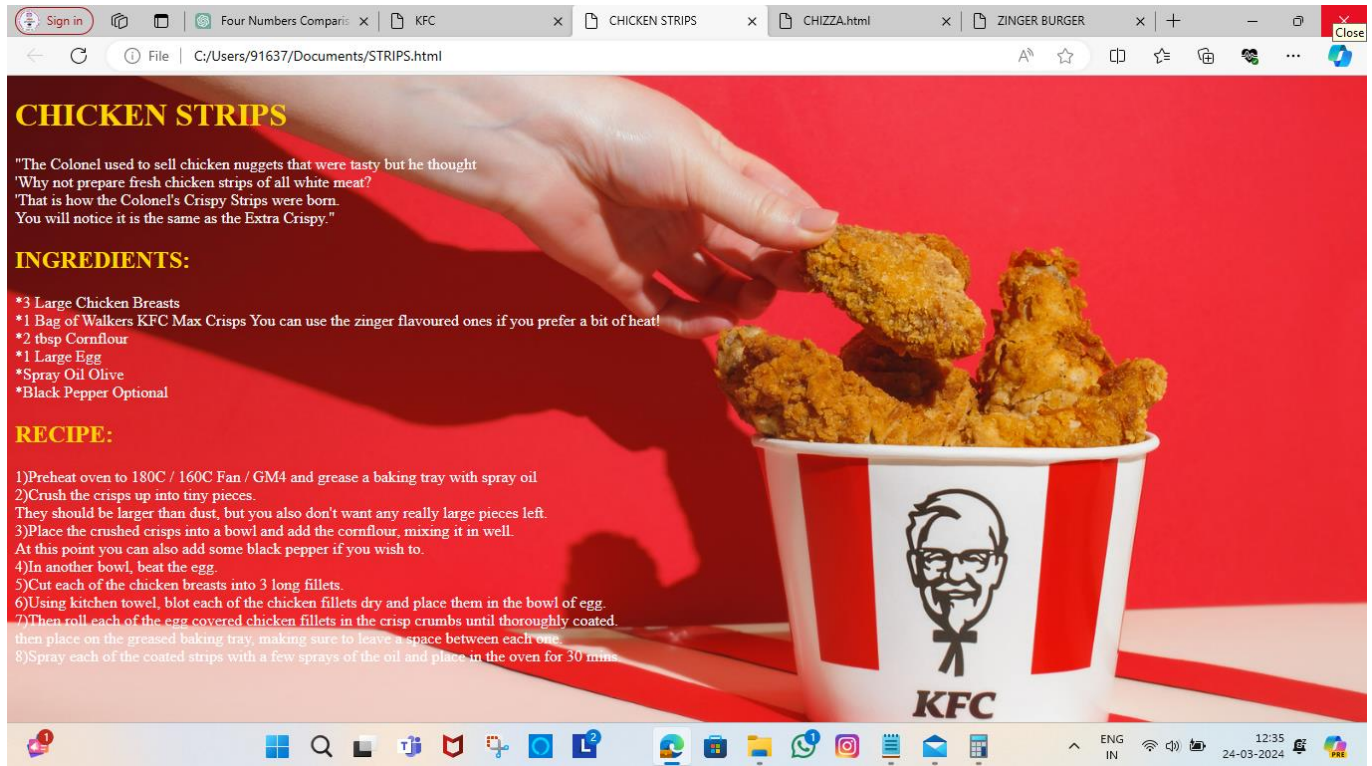 Sign in
Four Numbers Comparis
KFC
CHICKEN STRIPS
CHIZZA.html
ZINGER BURGER
Close
File
C:/Users/91637/Documents/STRIPS.html
CHICKEN STRIPS
"The Colonel used to sell chicken nuggets that were tasty but he thought
'Why not prepare fresh chicken strips of all white meat?
'That is how the Colonel's Crispy Strips were born.
You will notice it is the same as the Extra Crispy."
INGREDIENTS:
*3 Large Chicken Breasts
*1 Bag of Walkers KFC Max Crisps You can use the zinger flavoured ones if you prefer a bit of heat!
*2 tbsp Cornflour
*1 Large Egg
*Spray Oil Olive
*Black Pepper Optional
RECIPE:
1)Preheat oven to 180C / 160C Fan / GM4 and grease a baking tray with spray oil
2)Crush the crisps up into tiny pieces.
They should be larger than dust, but you also don't want any really large pieces left.
3)Place the crushed crisps into a bowl and add the cornflour, mixing it in well.
At this point you can also add some black pepper if you wish to.
4)In another bowl, beat the egg.
5)Cut each of the chicken breasts into 3 long fillets.
6)Using kitchen towel, blot each of the chicken fillets dry and place them in the bowl of egg.
7)Then roll each of the egg covered chicken fillets in the crisp crumbs until thoroughly coated.
then place on the greased baking tray, making sure to leave a space between each one.
8)Spray each of the coated strips with a few sprays of the oil and place in the oven for 30 mins.
KFC
1
L2
1
ENG
IN
12:35
24-03-2024
PRE